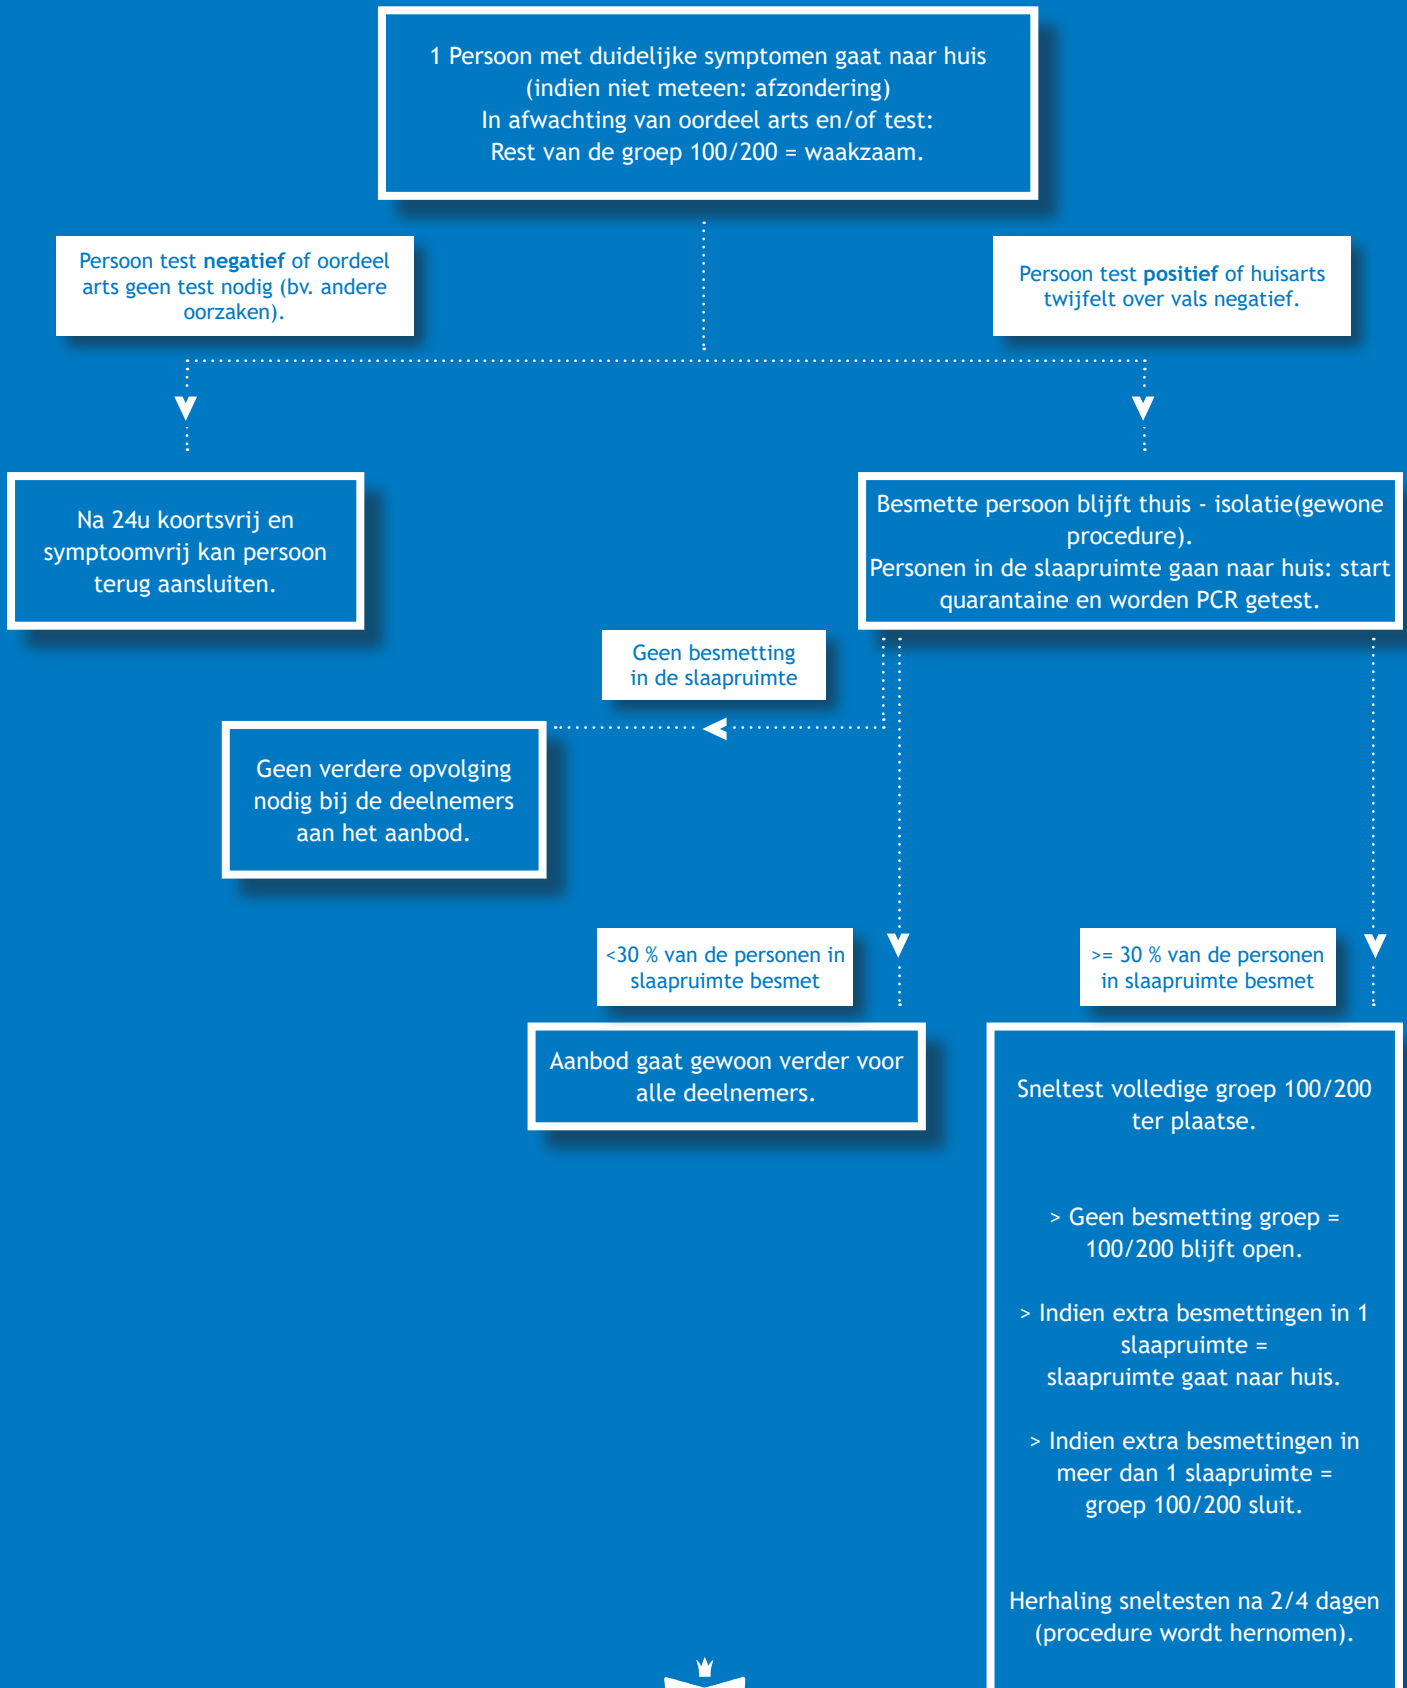 1 Persoon met duidelijke symptomen gaat naar huis
(indien niet meteen: afzondering)
In afwachting van oordeel arts en/of test:
Rest van de groep 100/200 = waakzaam.
Persoon test negatief of oordeel
arts geen test nodig (bv. andere
oorzaken).
Persoon test positief of huisarts
twijfelt over vals negatief.
Na 24u koortsvrij en
symptoomvrij kan persoon
terug aansluiten.
Besmette persoon blijft thuis - isolatie(gewone
procedure).
Personen in de slaapruimte gaan naar huis: start
quarantaine en worden PCR getest.
Geen besmetting
in de slaapruimte
Geen verdere opvolging
nodig bij de deelnemers
aan het aanbod.
<30 % van de personen in
slaapruimte besmet
>= 30 % van de personen
in slaapruimte besmet
Aanbod gaat gewoon verder voor
alle deelnemers.
Sneltest volledige groep 100/200
ter plaatse.
> Geen besmetting groep =
100/200 blijft open.
> Indien extra besmettingen in 1
slaapruimte =
slaapruimte gaat naar huis.
> Indien extra besmettingen in
meer dan 1 slaapruimte =
groep 100/200 sluit.
Herhaling sneltesten na 2/4 dagen
(procedure wordt hernomen).